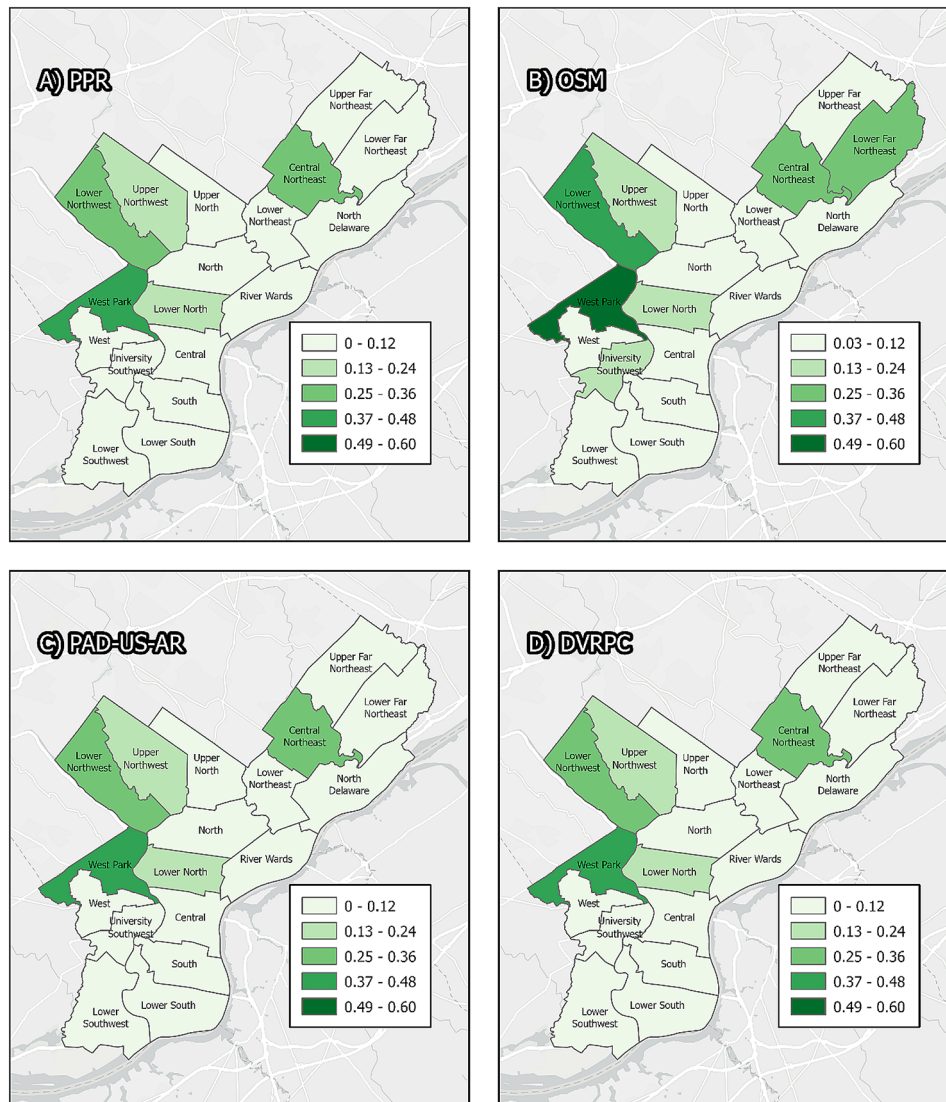 A) PPR
Upper Far
Northeast
Lower Far
Northeast
Central
Northeast
Lower
Northwest
Upper
Northwest
Upper
North
Lower
Northeast
North
Delaware
North
West Park
Lower North
River Wards
West
University
Southwest
Central
South
Lower South
Lower
Southwest
0 - 0.12
0.13 - 0.24
0.25 - 0.36
0.37 - 0.48
0.49 - 0.60
B) OSM
Upper Far
Northeast
Lower Far
Northeast
Central
Northeast
Lower
Northwest
Upper
Northwest
Upper
North
Lower
Northeast
North
Delaware
North
West Park
Lower North
River Wards
West
University
Southwest
Central
South
Lower South
Lower
Southwest
0.03 - 0.12
0.13 - 0.24
0.25 - 0.36
0.37 - 0.48
0.49 - 0.60
C) PAD-US-AR
Upper Far
Northeast
Lower Far
Northeast
Central
Northeast
Lower
Northwest
Upper
Northwest
Upper
North
Lower
Northeast
North
Delaware
North
West Park
Lower North
River Wards
West
University
Southwest
Central
South
Lower South
Lower
Southwest
0 - 0.12
0.13 - 0.24
0.25 - 0.36
0.37 - 0.48
0.49 - 0.60
D) DVRPC
Upper Far
Northeast
Lower Far
Northeast
Central
Northeast
Lower
Northwest
Upper
Northwest
Upper
North
Lower
Northeast
North
Delaware
North
West Park
Lower North
River Wards
West
University
Southwest
Central
South
Lower South
Lower
Southwest
0 - 0.12
0.13 - 0.24
0.25 - 0.36
0.37 - 0.48
0.49 - 0.60